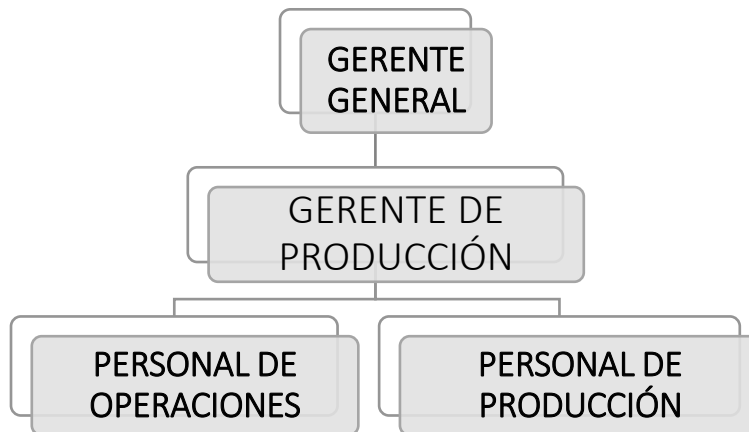 GERENTE
GENERAL
GERENTE DE
PRODUCCIÓN
PERSONAL DE
OPERACIONES
PERSONAL DE
PRODUCCIÓN